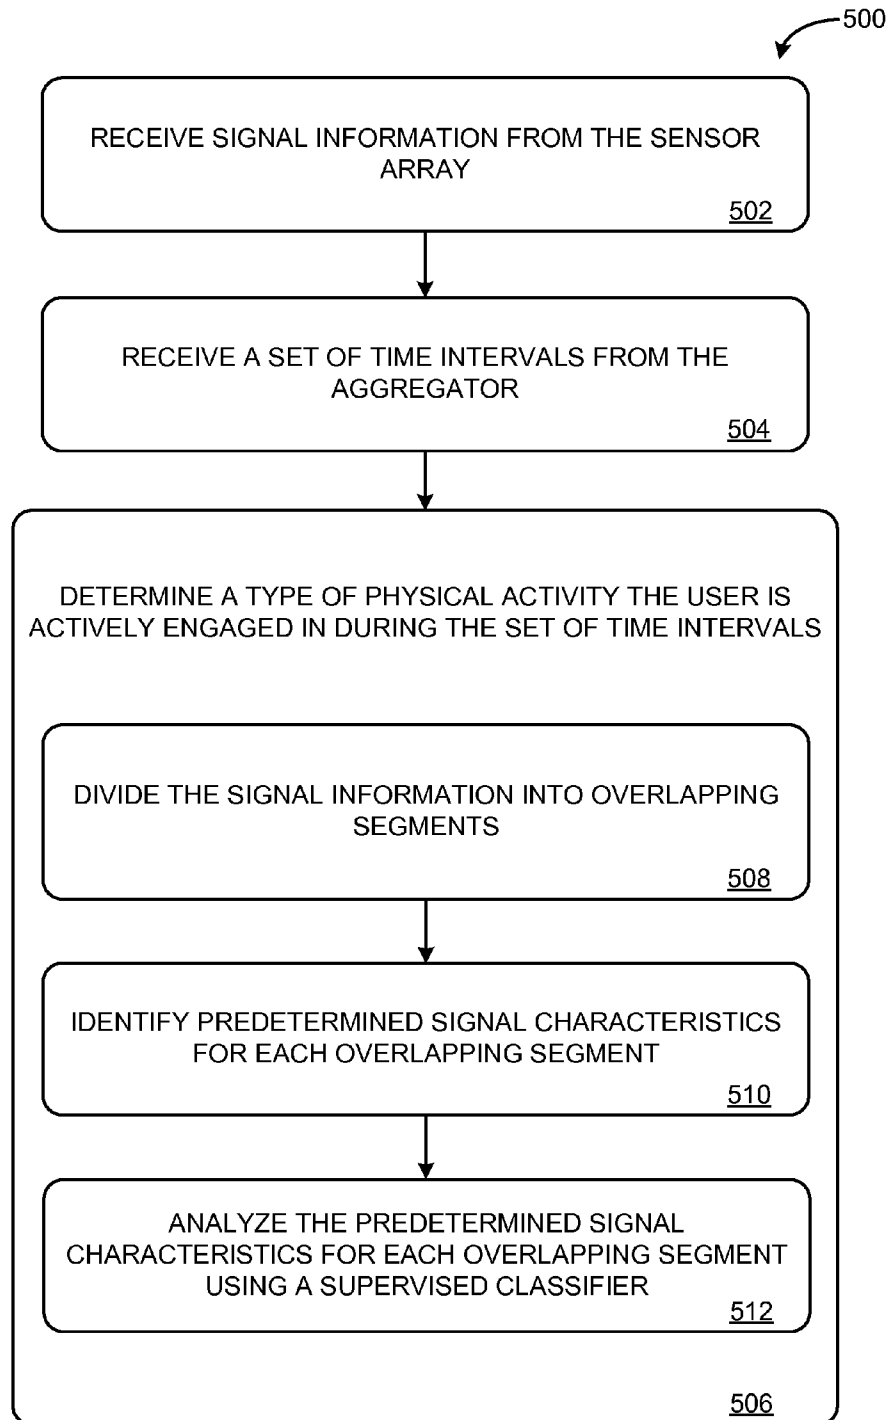 500
RECEIVE SIGNAL INFORMATION FROM THE SENSOR
ARRAY
502
RECEIVE A SET OF TIME INTERVALS FROM THE
AGGREGATOR
504
DETERMINE A TYPE OF PHYSICAL ACTIVITY THE USER IS
ACTIVELY ENGAGED IN DURING THE SET OF TIME INTERVALS
DIVIDE THE SIGNAL INFORMATION INTO OVERLAPPING
SEGMENTS
508
IDENTIFY PREDETERMINED SIGNAL CHARACTERISTICS
FOR EACH OVERLAPPING SEGMENT
510
ANALYZE THE PREDETERMINED SIGNAL
CHARACTERISTICS FOR EACH OVERLAPPING SEGMENT
USING A SUPERVISED CLASSIFIER
512
506